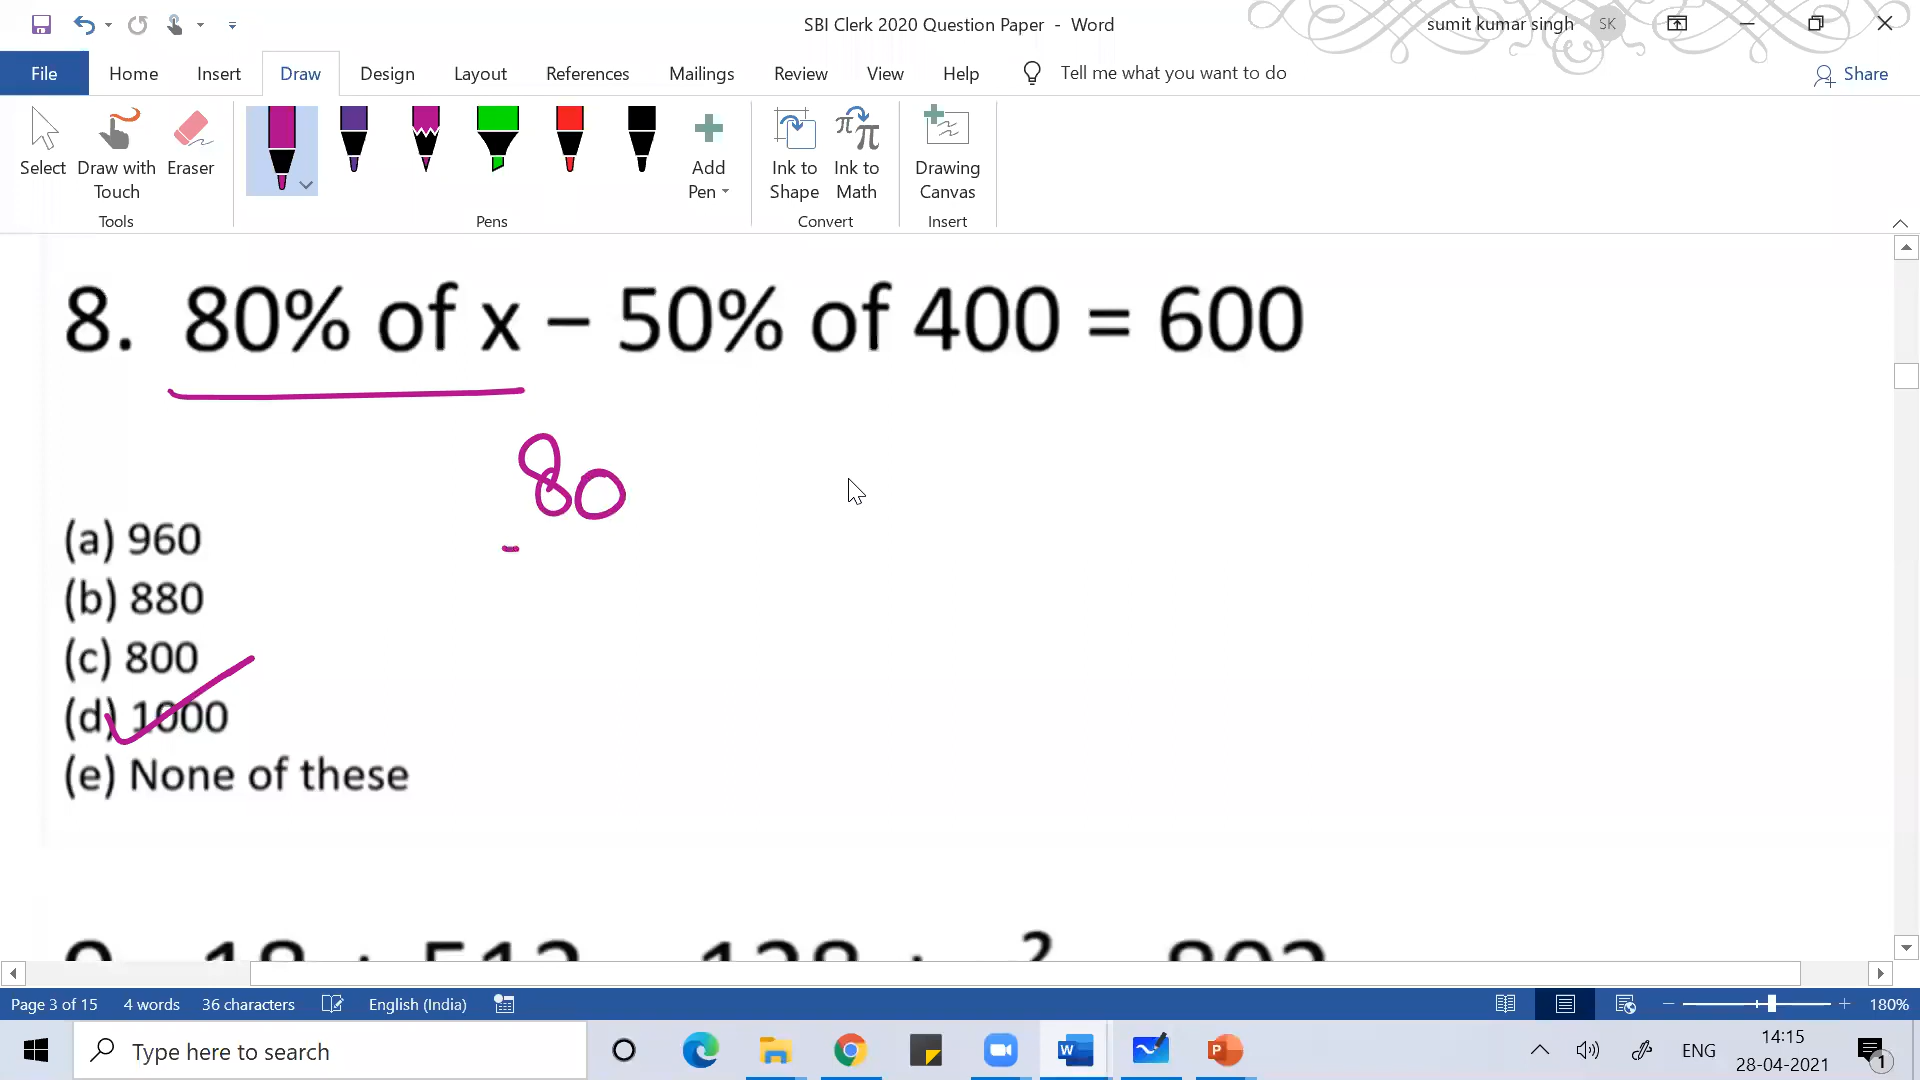 SBI Clerk 2020 Question Paper - Word
sumit kumar singh SK
File Home Insert Draw Design Layout References Mailings Review View Help Tell me what you want to do Share
Select Draw with Touch Eraser Add Pen Ink to Shape Ink to Math Drawing Canvas
Tools Pens Convert Insert
8. 80% of x – 50% of 400 = 600
80
-
(a) 960
(b) 880
(c) 800
(d) 1000
(e) None of these
Page 3 of 15 4 words 36 characters English (India) 180%
Type here to search
ENG 14:15
28-04-2021 1